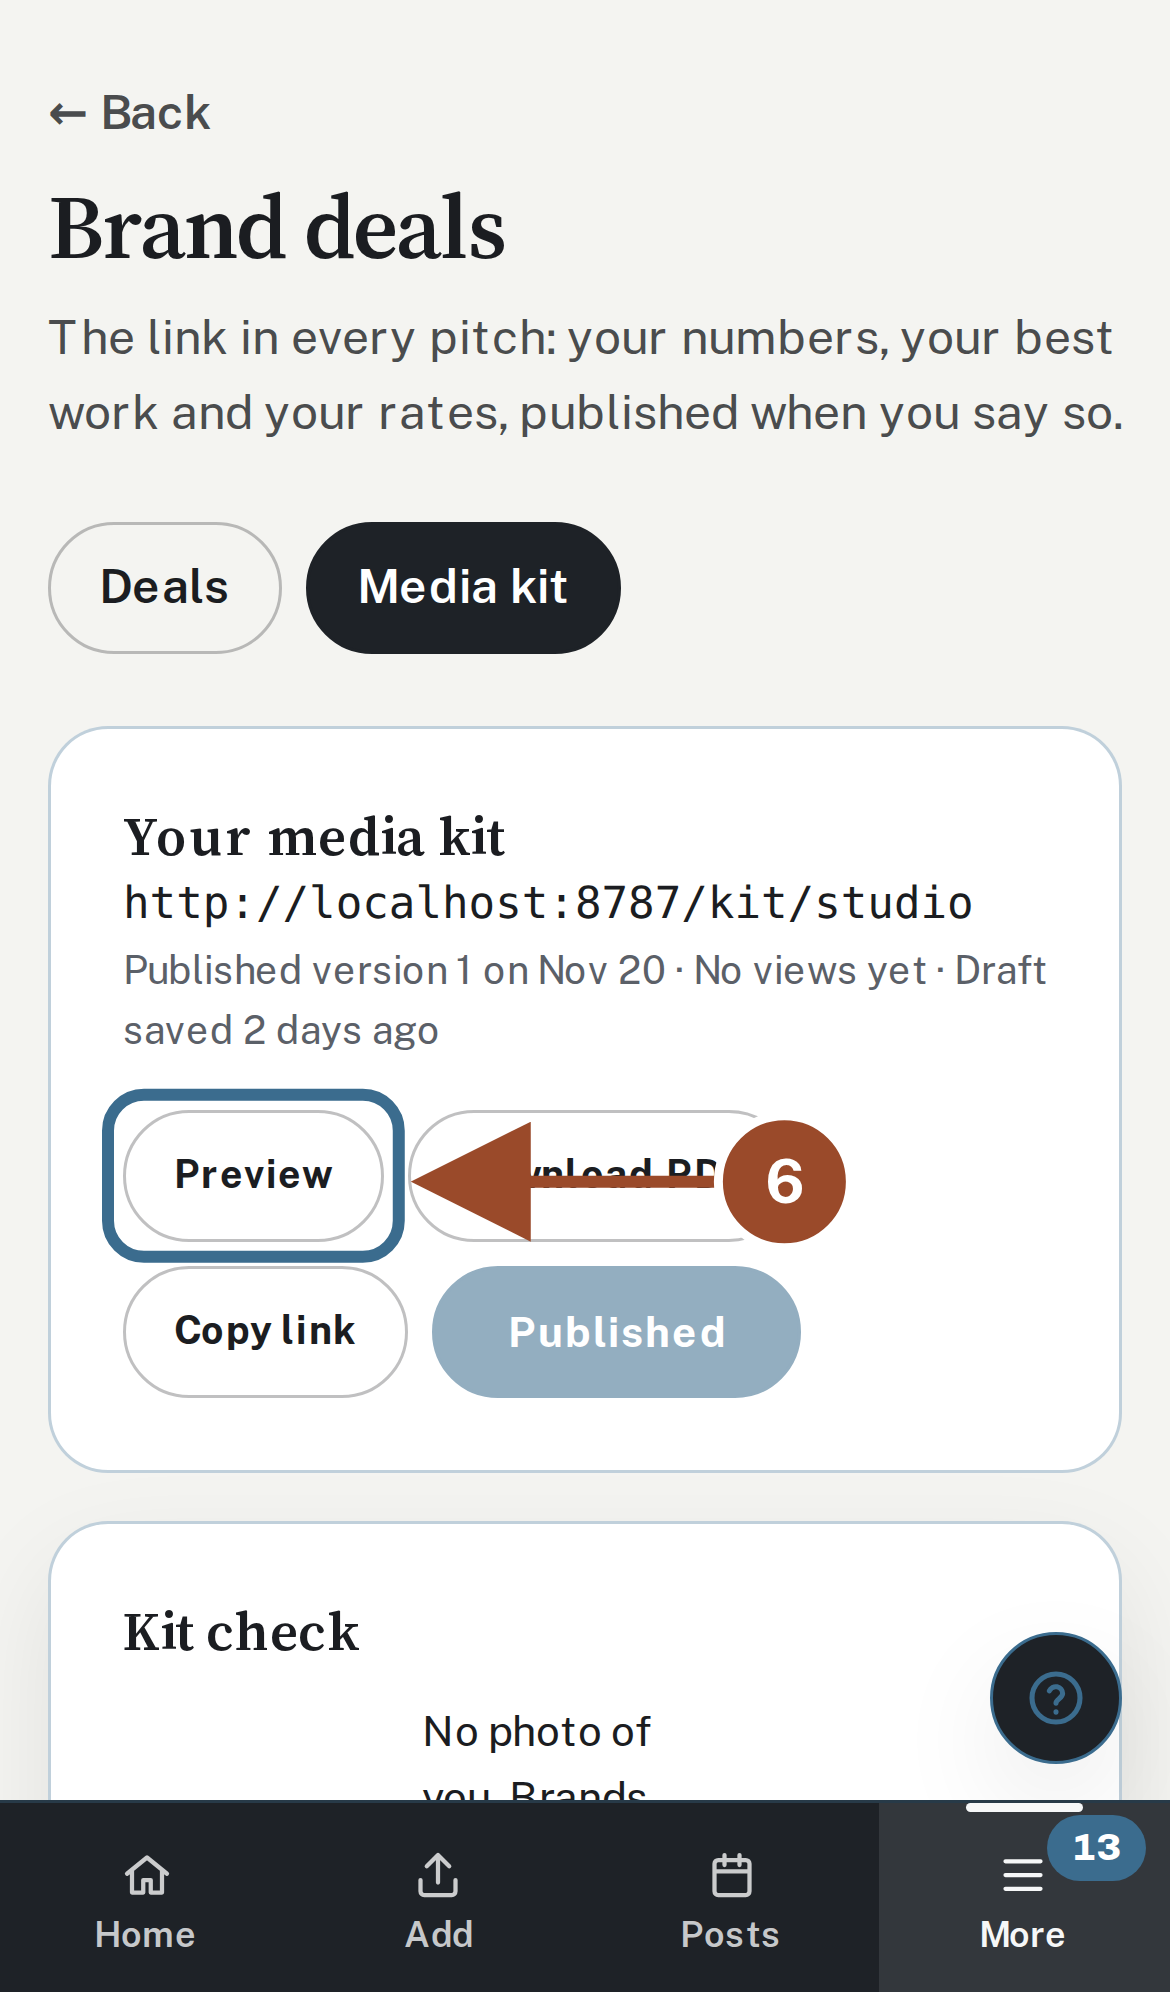 ← Back
Brand deals
The link in every pitch: your numbers, your best
work and your rates, published when you say so.
Deals
Media kit
Your media kit
http://localhost:8787/kit/studio
Published version 1 on Nov 20 · No views yet · Draft
saved 2 days ago
Preview
6
Copy link
Published
Kit check
No photo of
you. Brands
13
Home
Add
Posts
More